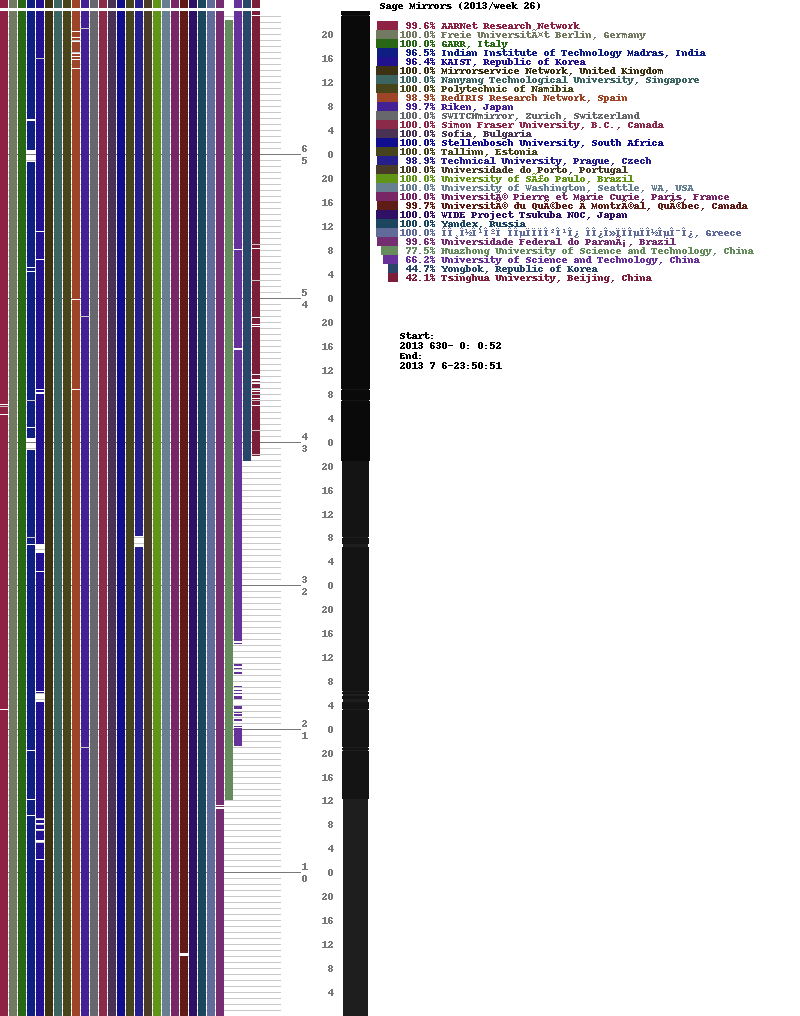 Sage Mirrors (2013/week 26)
99.6% AARNet Research Network
100.0% Freie UniversitÃ¤t Berlin, Germany
100.0% GARR, Italy
96.5% Indian Institute of Technology Madras, India
96.4% KAIST, Republic of Korea
100.0% Mirrorservice Network, United Kingdom
100.0% Nanyang Technological University, Singapore
100.0% Polytechnic of Namibia
98.9% RedIRIS Research Network, Spain
99.7% Riken, Japan
100.0% SWITCHmirror, Zurich, Switzerland
100.0% Simon Fraser University, B.C., Canada
100.0% Sofia, Bulgaria
100.0% Stellenbosch University, South Africa
100.0% Tallinn, Estonia
98.9% Technical University, Prague, Czech
100.0% Universidade do Porto, Portugal
100.0% University of SÃ£o Paulo, Brazil
100.0% University of Washington, Seattle, WA, USA
100.0% UniversitÃ© Pierre et Marie Curie, Paris, France
99.7% UniversitÃ© du QuÃ©bec Ã MontrÃ©al, QuÃ©bec, Canada
100.0% WIDE Project Tsukuba NOC, Japan
100.0% Yandex, Russia
100.0% Greece
99.6% Universidade Federal do ParanÃ¡, Brazil
77.5% Huazhong University of Science and Technology, China
66.2% University of Science and Technology, China
44.7% Yongbok, Republic of Korea
42.1% Tsinghua University, Beijing, China
Start:
2013 630- 0: 0:52
End:
2013 7 6-23:50:51
20
16
12
8
4
6
0
5
20
16
12
8
4
5
0
4
20
16
12
8
4
4
0
3
20
16
12
8
4
3
0
2
20
16
12
8
4
2
0
1
20
16
12
8
4
1
0
0
20
16
12
8
4